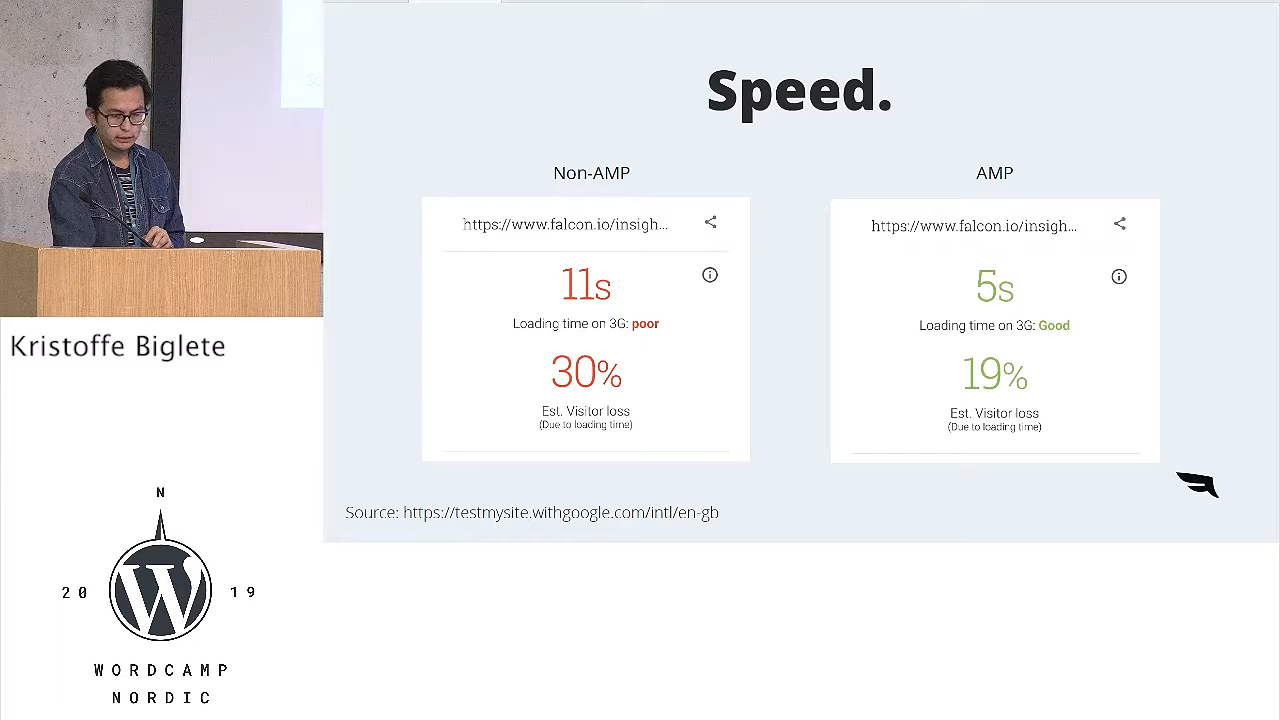 Speed.
Non-AMP
AMP
https://www.falcon.io/insigh...
11s
Loading time on 3G: poor
30%
Est. Visitor loss
(Due to loading time)
https://www.falcon.io/insigh...
5s
Loading time on 3G: Good
19%
Est. Visitor loss
(Due to loading time)
Source: https://testmysite.withgoogle.com/intl/en-gb
Kristoffe Biglete
N
2019
W
WORDCAMP
NORDIC